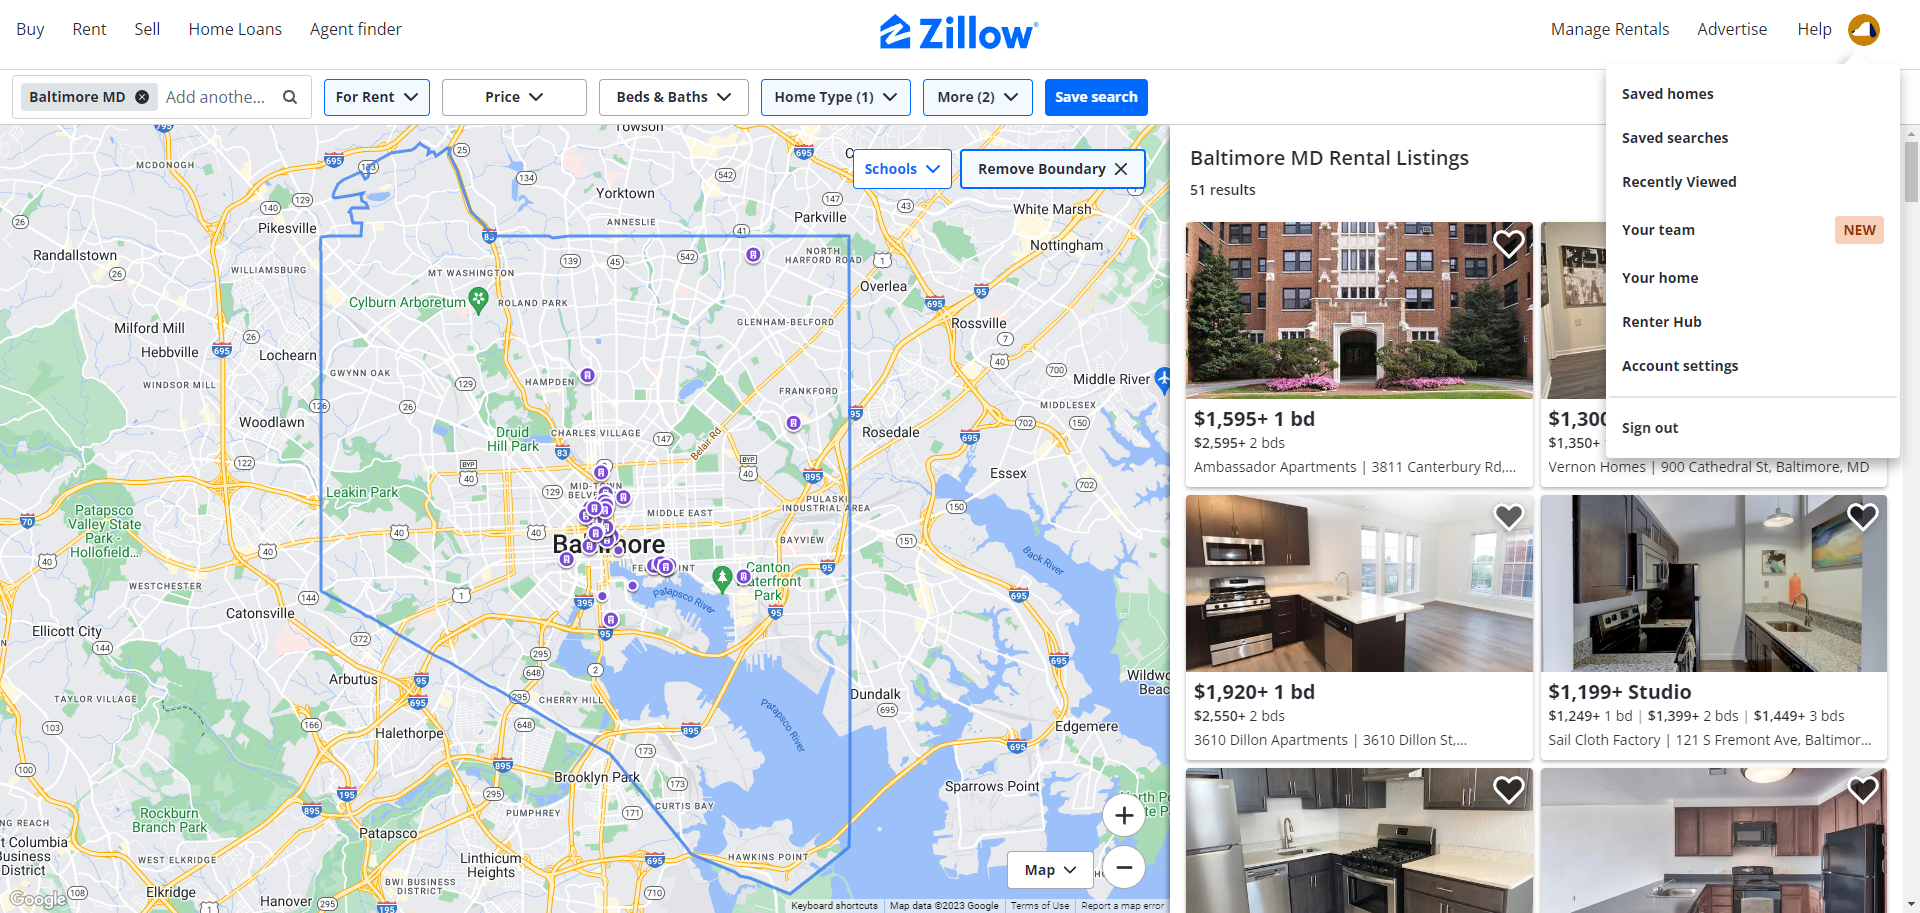 Buy
Rent
Sell
Home Loans
Agent finder
Zillow
Manage Rentals
Advertise
Help
Baltimore MD
Add anothe...
For Rent
Price
Beds & Baths
Home Type (1)
More (2)
Save search
Saved homes
Saved searches
Recently Viewed
Your team
NEW
Your home
Renter Hub
Account settings
Sign out
Schools
Remove Boundary
Towson
MCDONOGH
Yorktown
ANNESLIE
Parkville
White Marsh
Nottingham
Pikesville
Randallstown
WILLIAMSBURG
MT WASHINGTON
NORTH
HARFORD ROAD
Overlea
Cylburn Arboretum
ROLAND PARK
GLENHAM-BELFORD
Rossville
Milford Mill
Hebbville
Lochearn
GWYNN OAK
HAMPDEN
FRANKFORD
Middle River
WINDSOR MILL
MIDDLESEX
Woodlawn
Druid
Hill Park
CHARLES VILLAGE
Belair Rd
Rosedale
Essex
Leakin Park
MID-TOWN
MIDDLE EAST
PULASKI
INDUSTRIAL AREA
Patapsco
Valley State
Park -
Hollofield...
Baltimore
BAYVIEW
Back River
WESTCHESTER
Canton
Waterfront
Park
Patapsco River
Catonsville
Ellicott City
Arbutus
TAYLOR VILLAGE
CHERRY HILL
Dundalk
Patapsco River
Edgemere
Halethorpe
Brooklyn Park
CURTIS BAY
Sparrows Point
Rockburn
Branch Park
PUMPHREY
Patapsco
WEST ELKRIDGE
Linthicum
Heights
HAWKINS POINT
BWI BUSINESS
DISTRICT
Elkridge
Hanover
Business
District
Map
Google
Keyboard shortcuts
Map data ©2023 Google
Terms of Use
Report a map error
Baltimore MD Rental Listings
51 results
$1,595+ 1 bd
$2,595+ 2 bds
Ambassador Apartments | 3811 Canterbury Rd,...
$1,300
$1,350+
Vernon Homes | 900 Cathedral St, Baltimore, MD
$1,920+ 1 bd
$2,550+ 2 bds
3610 Dillon Apartments | 3610 Dillon St,...
$1,199+ Studio
$1,249+ 1 bd | $1,399+ 2 bds | $1,449+ 3 bds
Sail Cloth Factory | 121 S Fremont Ave, Baltimor...